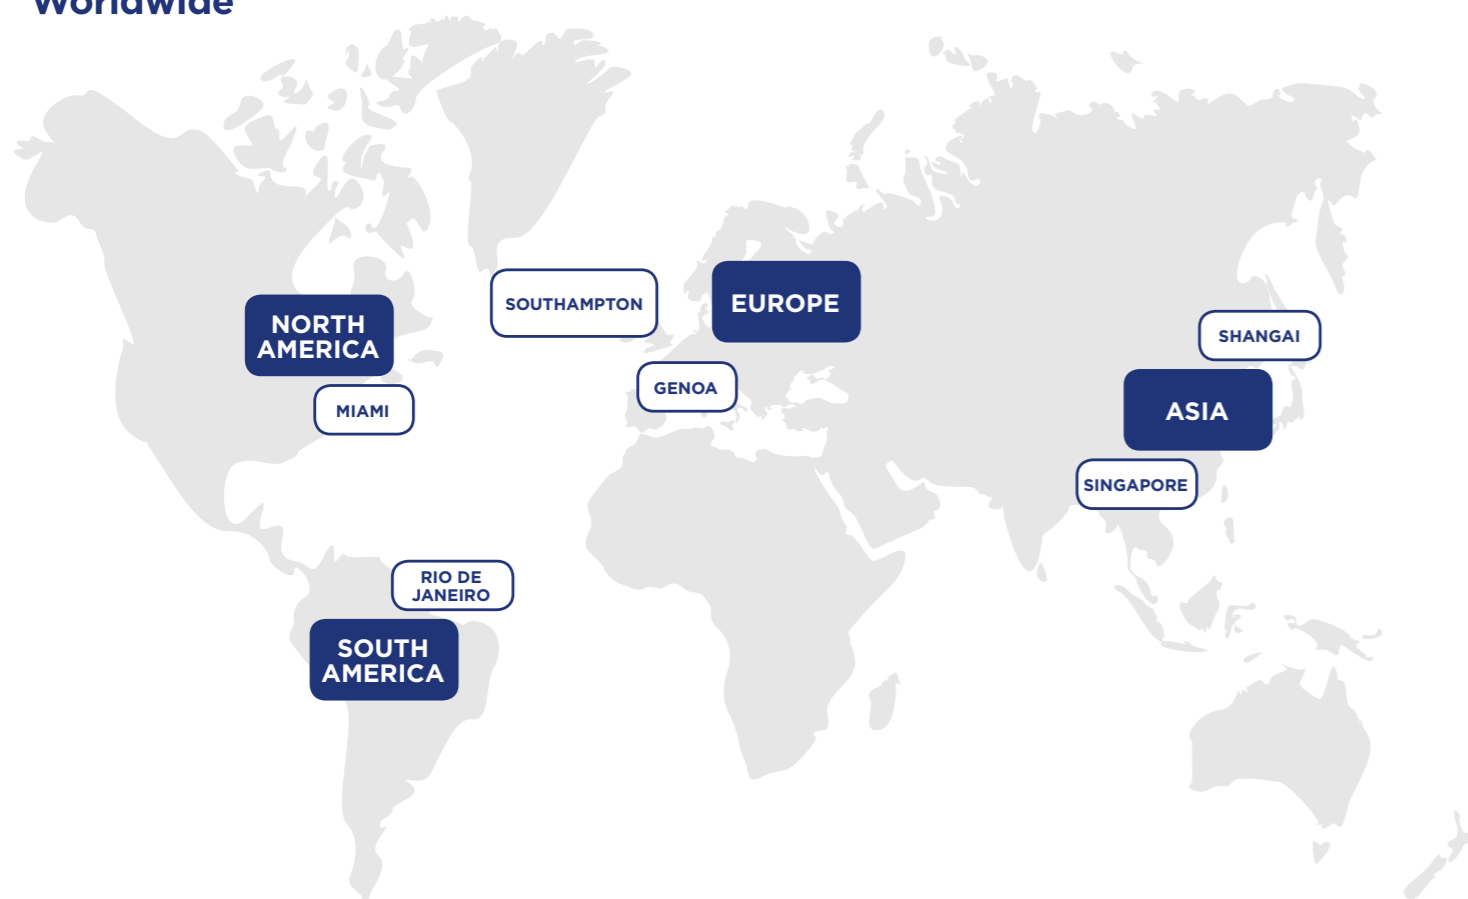 Worldwide
SOUTHAMPTON
EUROPE
NORTH
AMERICA
SHANGAI
GENOA
MIAMI
ASIA
SINGAPORE
RIO DE
JANEIRO
SOUTH
AMERICA